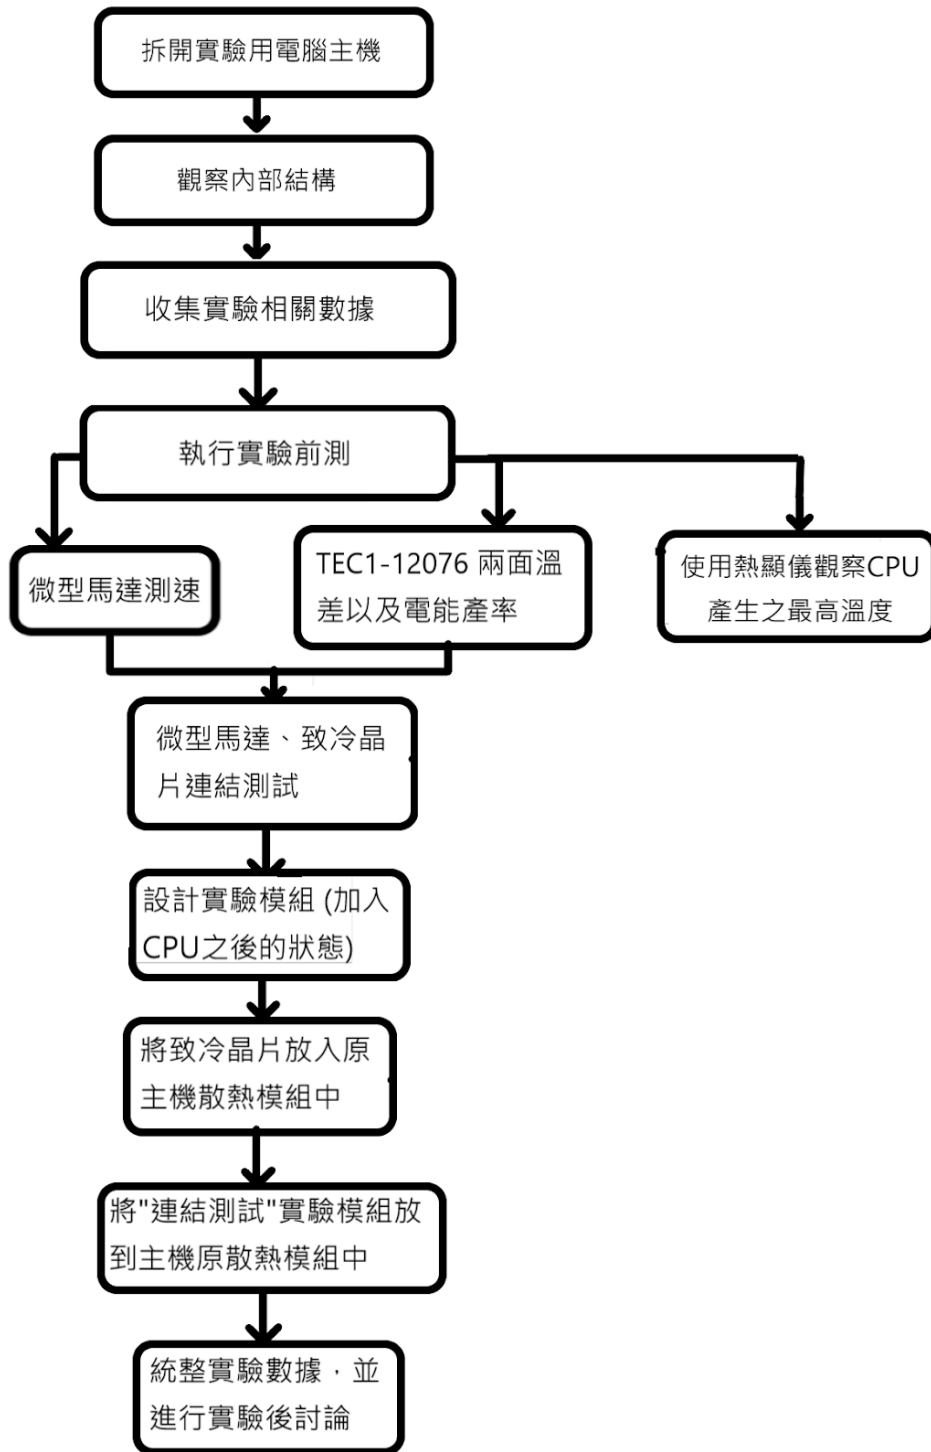 拆開實驗用電腦主機
觀察內部結構
收集實驗相關數據
執行實驗前測
微型馬達測速
TEC1-12076 兩面溫
差以及電能產率
使用熱顯儀觀察CPU
產生之最高溫度
微型馬達、致冷晶
片連結測試
設計實驗模組 (加入
CPU之後的狀態)
將致冷晶片放入原
主機散熱模組中
將"連結測試"實驗模組放
到主機原散熱模組中
統整實驗數據，並
進行實驗後討論